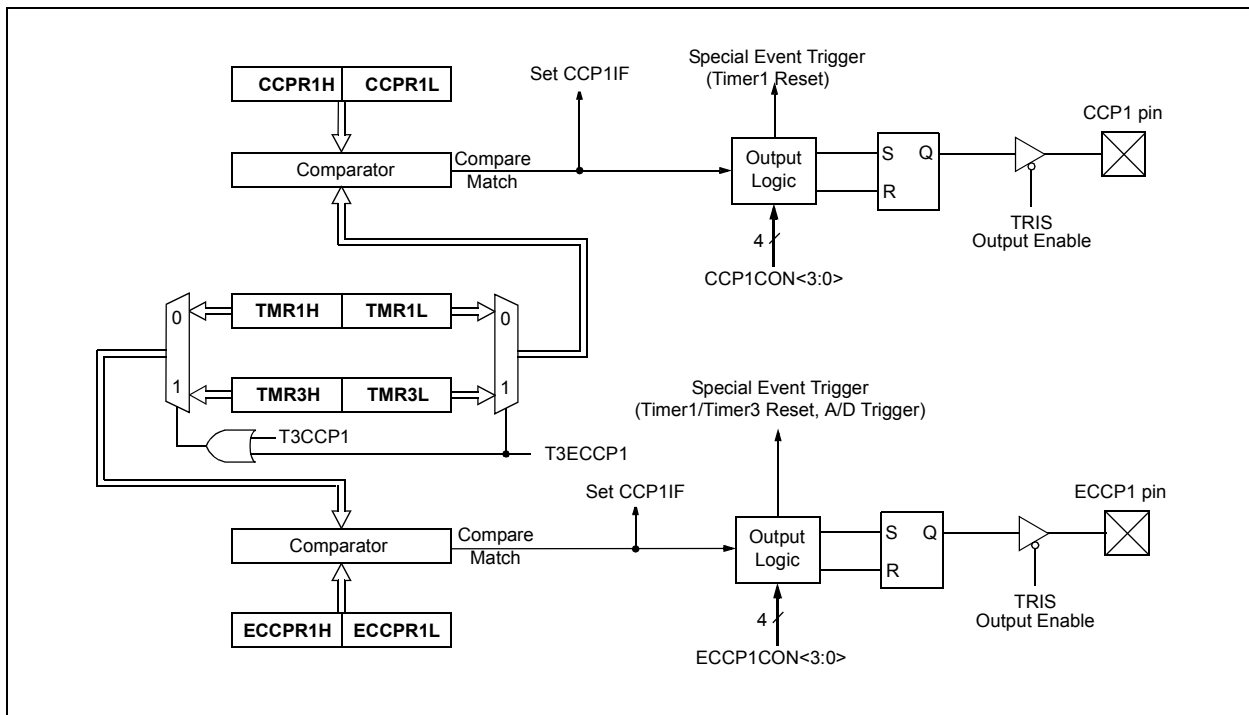 CCPR1H CCPR1L
Set CCP1IF
Special Event Trigger
(Timer1 Reset)
CCP1 pin
Comparator
Compare
Match
Output
Logic
S Q
R
TRIS
Output Enable
4
CCP1CON<3:0>
0
1
TMR1H TMR1L
0
1
TMR3H TMR3L
T3CCP1
T3ECCP1
Special Event Trigger
(Timer1/Timer3 Reset, A/D Trigger)
Set CCP1IF
ECCP1 pin
Comparator
Compare
Match
Output
Logic
S Q
R
TRIS
Output Enable
4
ECCP1CON<3:0>
ECCPR1H ECCPR1L